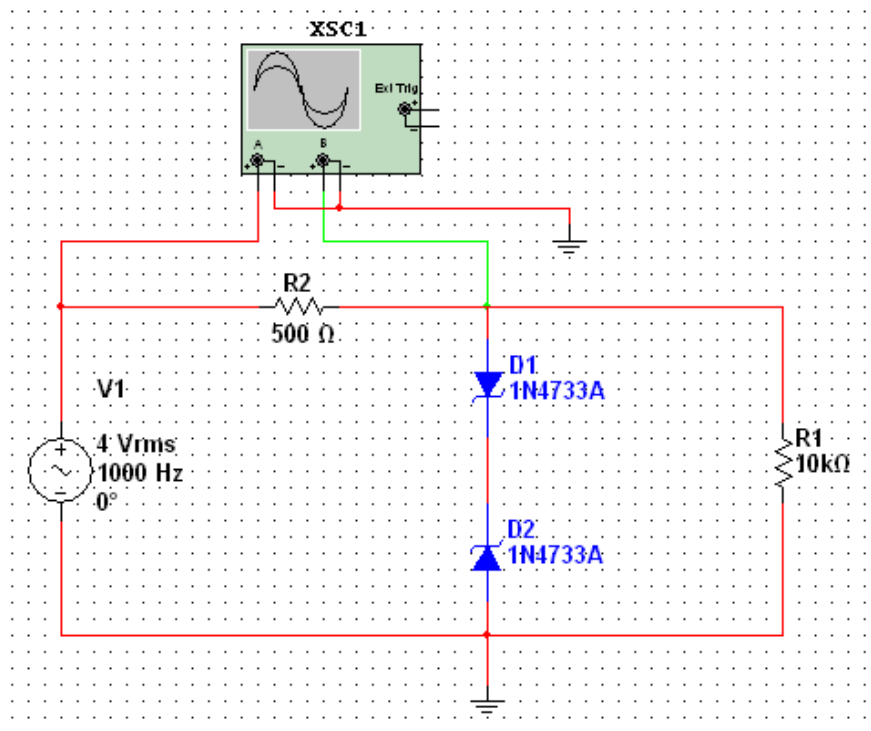 XSC1
Ext Trig
+
−
A
B
+ − + −
R2
500 Ω
D1
1N4733A
V1
4 Vrms
1000 Hz
0°
+
−
R1
10kΩ
D2
1N4733A